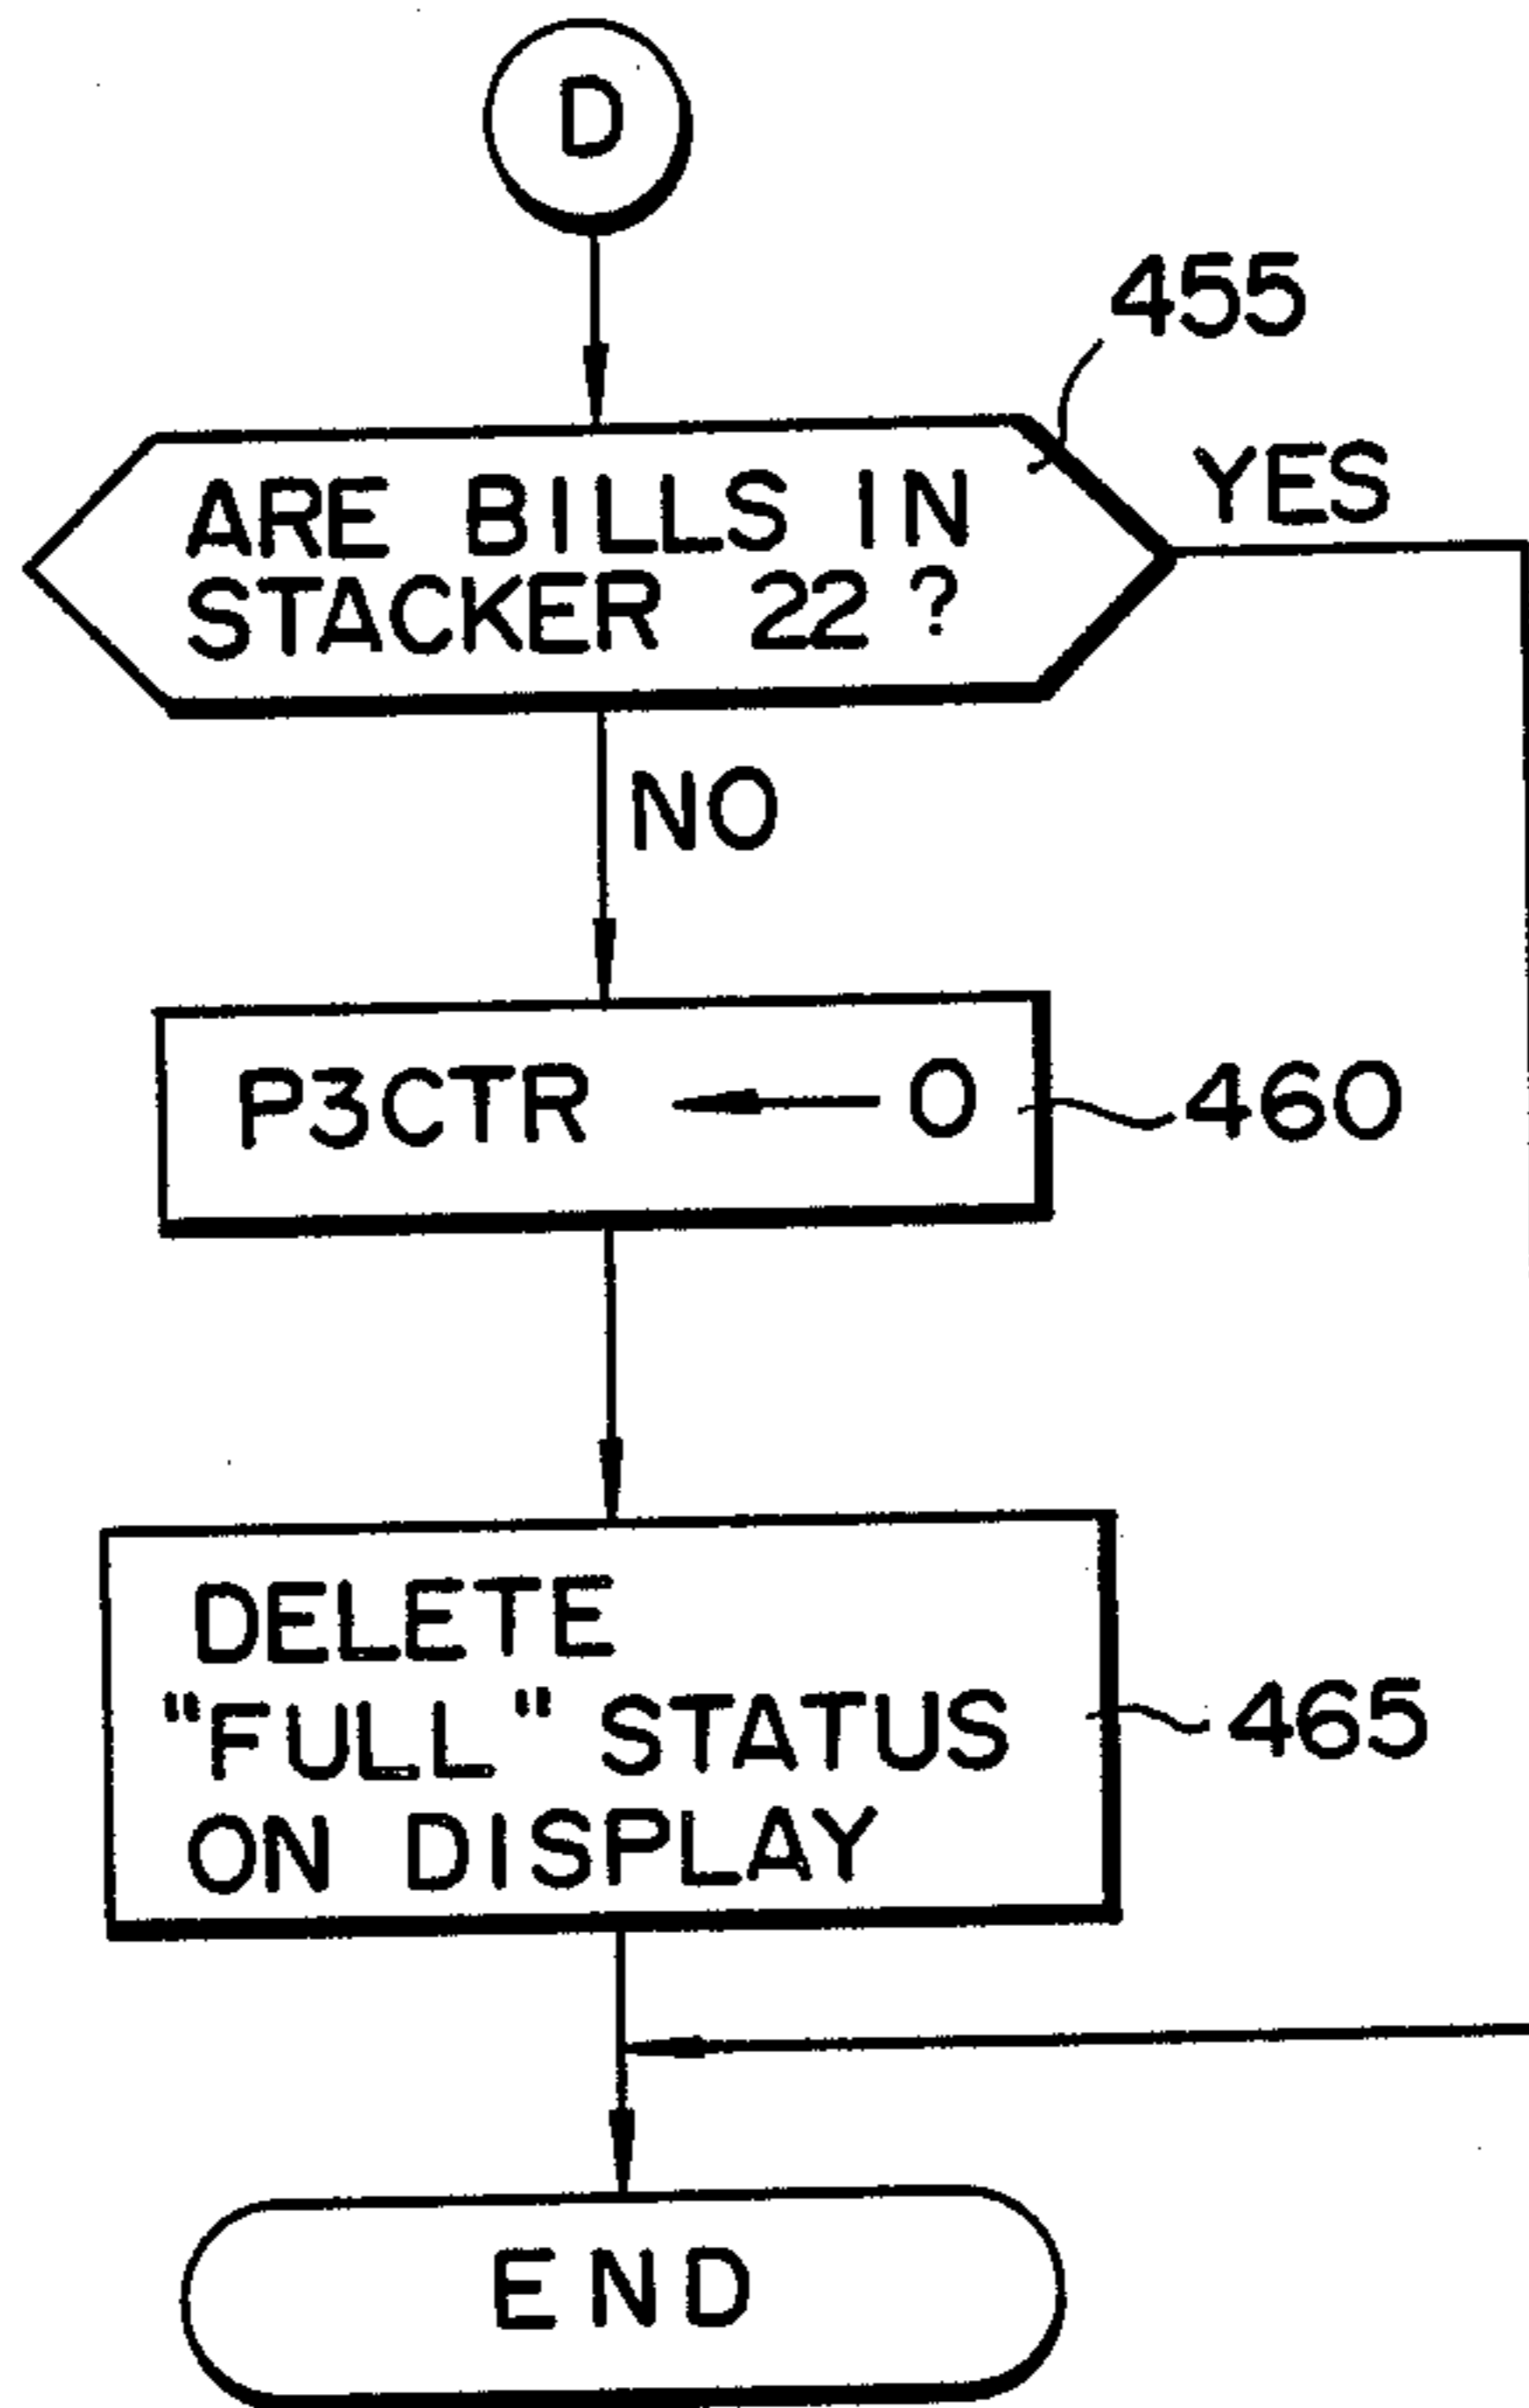 D
455
ARE BILLS IN
STACKER 22?
YES
NO
P3CTR ← 0
460
DELETE
"FULL" STATUS
ON DISPLAY
465
END